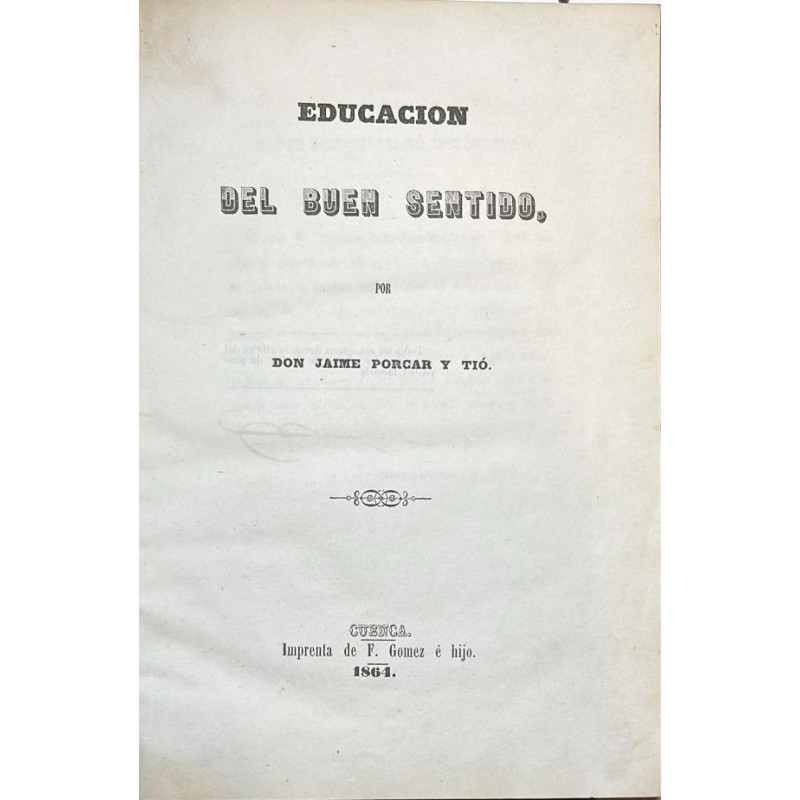 EDUCACION
DEL BUEN SENTIDO,
POR
DON JAIME PORCAR Y TIÓ.
CUENCA.
Imprenta de F. Gomez é hijo.
1864.